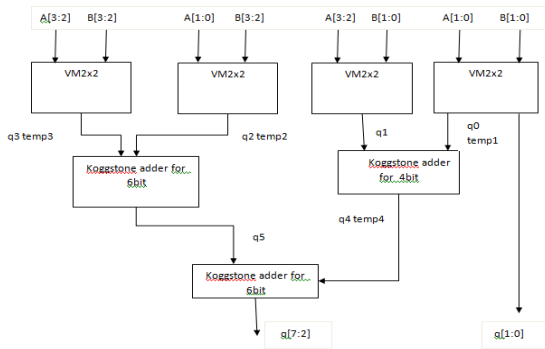 A[3:2] B[3:2] A[1:0] B[3:2] A[3:2] B[1:0] A[1:0] B[1:0]
VM2x2 VM2x2 VM2x2 VM2x2
q3 temp3
q2 temp2
q1
q0
temp1
Koggstone adder for
6bit
Koggstone adder
for 4bit
q4 temp4
q5
Koggstone adder for
6bit
q[7:2]
q[1:0]